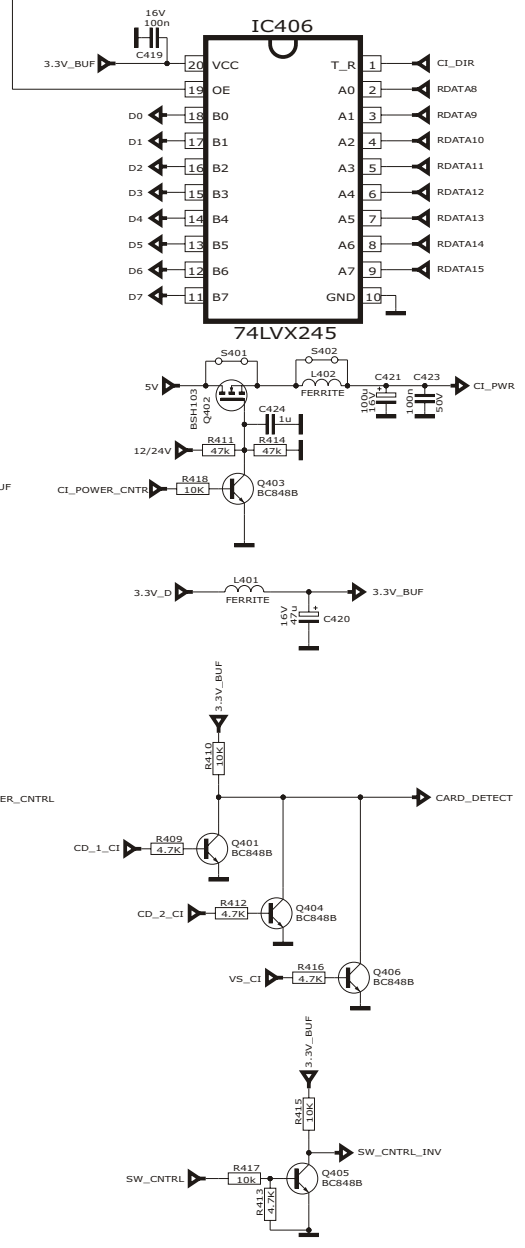 16V
100n
C419
IC406
3.3V_BUF
20 VCC T_R 1 CI_DIR
19 OE A0 2 RDATA8
D0 18 B0 A1 3 RDATA9
D1 17 B1 A2 4 RDATA10
D2 16 B2 A3 5 RDATA11
D3 15 B3 A4 6 RDATA12
D4 14 B4 A5 7 RDATA13
D5 13 B5 A6 8 RDATA14
D6 12 B6 A7 9 RDATA15
D7 11 B7 GND 10
74LVX245
S401
S402
5V
BSH103
Q402
L402
FERRITE
C421
100u
16V
C423
100n
50V
CI_PWR
C424
1u
12/24V
R411
47k
R414
47k
UF
CI_POWER_CNTR
R418
10K
Q403
BC848B
3.3V_D
L401
FERRITE
3.3V_BUF
16V
47u
C420
3.3V_BUF
R410
10K
ER_CNTRL
CARD_DETECT
CD_1_CI
R409
4.7K
Q401
BC848B
CD_2_CI
R412
4.7K
Q404
BC848B
VS_CI
R416
4.7K
Q406
BC848B
3.3V_BUF
R415
10K
SW_CNTRL_INV
SW_CNTRL
R417
10k
Q405
BC848B
R413
4.7K